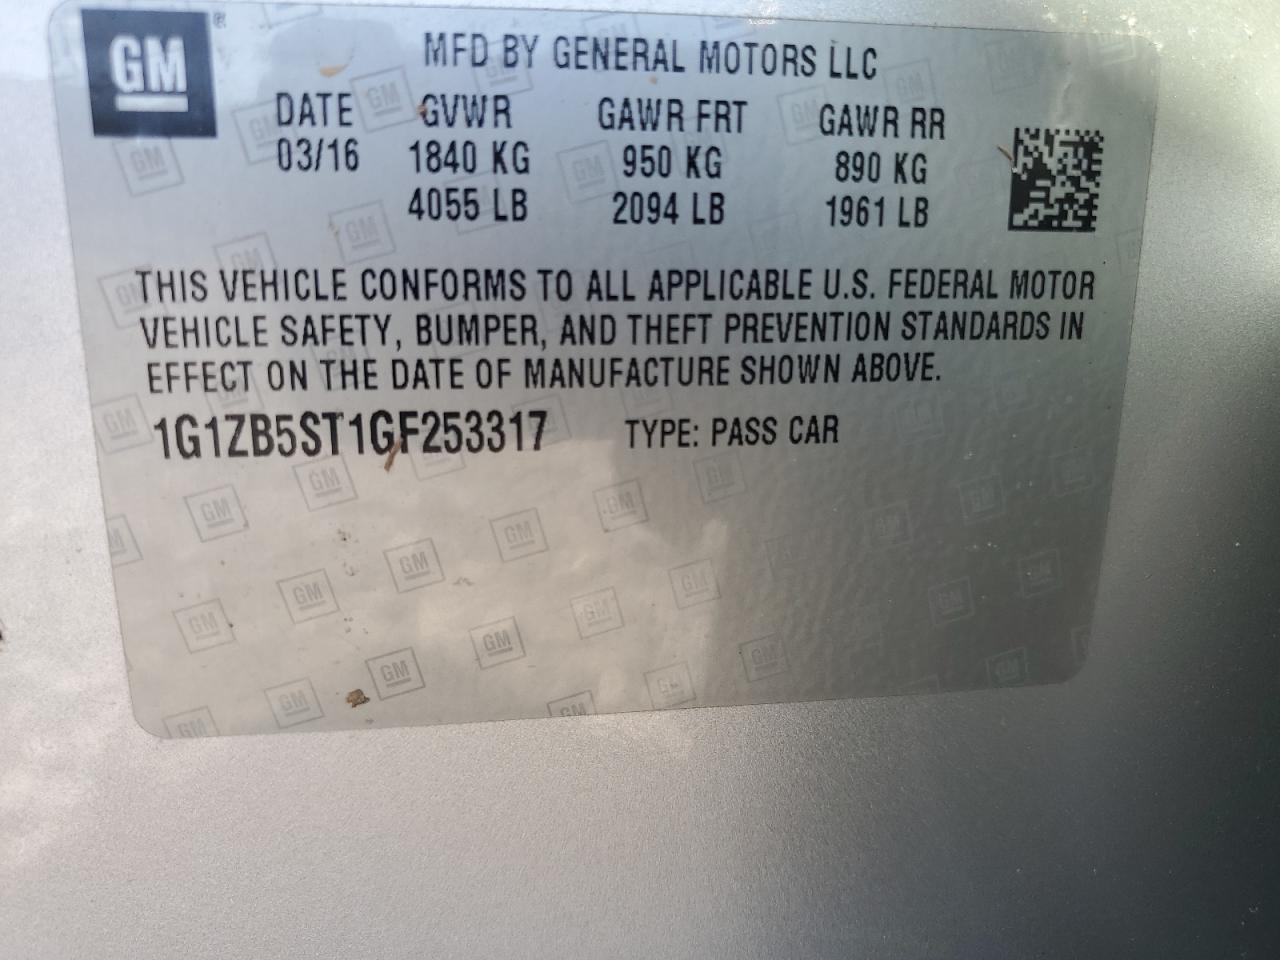 GM
MFD BY GENERAL MOTORS LLC
DATE GVWR GAWR FRT GAWR RR
03/16 1840 KG 950 KG 890 KG
4055 LB 2094 LB 1961 LB
THIS VEHICLE CONFORMS TO ALL APPLICABLE U.S. FEDERAL MOTOR
VEHICLE SAFETY, BUMPER, AND THEFT PREVENTION STANDARDS IN
EFFECT ON THE DATE OF MANUFACTURE SHOWN ABOVE.
1G1ZB5ST1GF253317 TYPE: PASS CAR